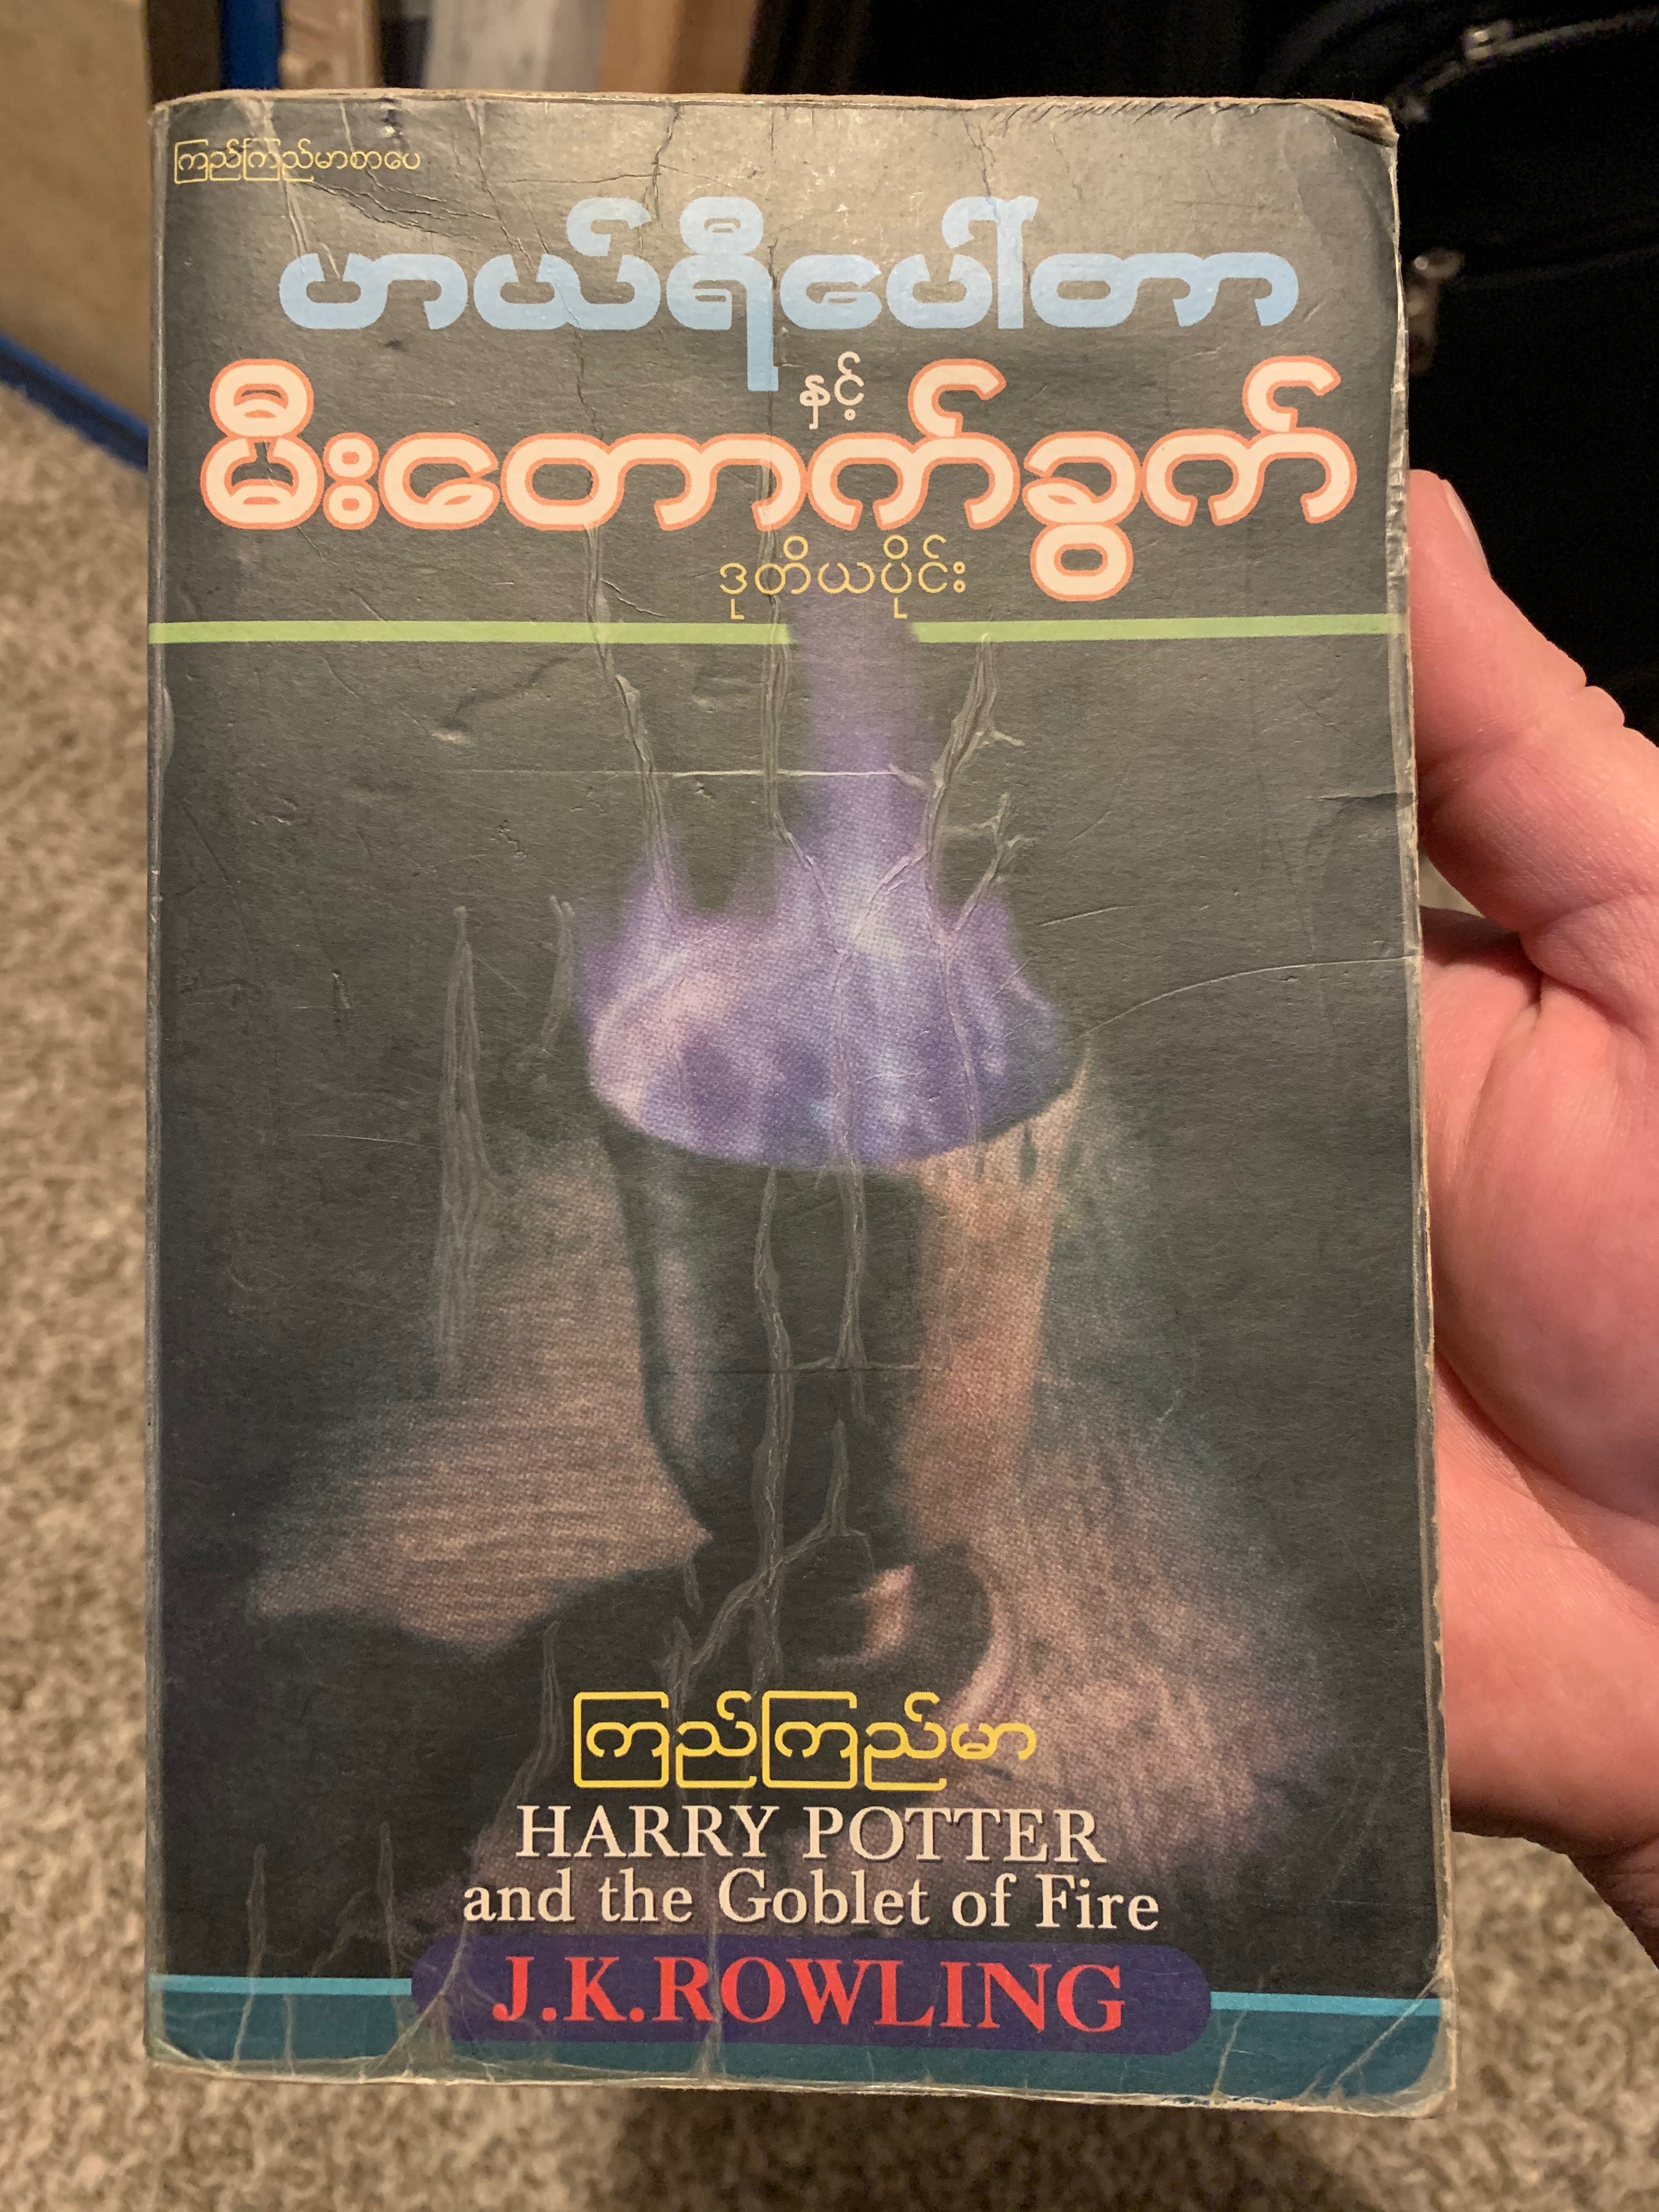 ကြည်ကြည်မာစာပေ
ဟယ်ရီပေါ်တာ
နှင့်
မီးတောက်ခွက်
ဒုတိယပိုင်း
ကြည်ကြည်မာ
HARRY POTTER
and the Goblet of Fire
J.K.ROWLING